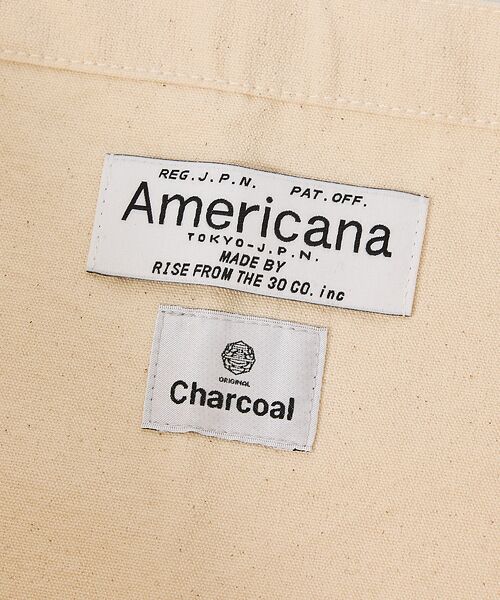 REG.J.P.N. PAT.OFF.
Americana
TOKYO-J.P.N.
MADE BY
RISE FROM THE 30 CO. inc
ORIGINAL
Charcoal